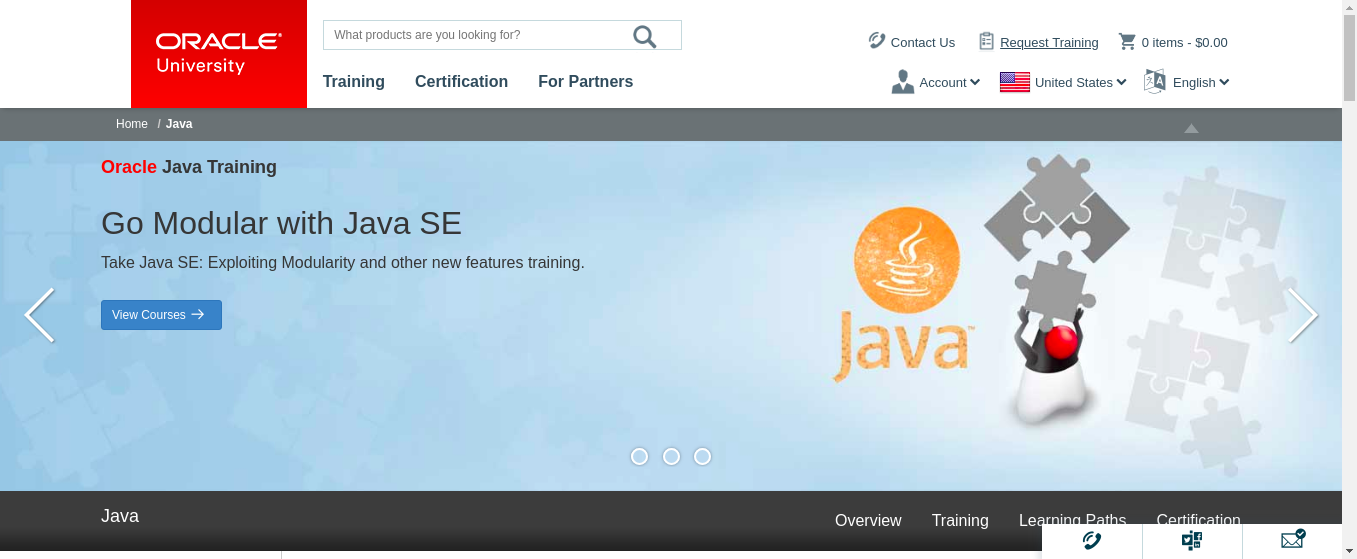 ORACLE
University
What products are you looking for?
Contact Us
Request Training
0 items - $0.00
Training
Certification
For Partners
Account
United States
English
Home / Java
Oracle Java Training
Go Modular with Java SE
Take Java SE: Exploiting Modularity and other new features training.
View Courses
Java™
Java
Overview
Training
Learning Paths
Certification